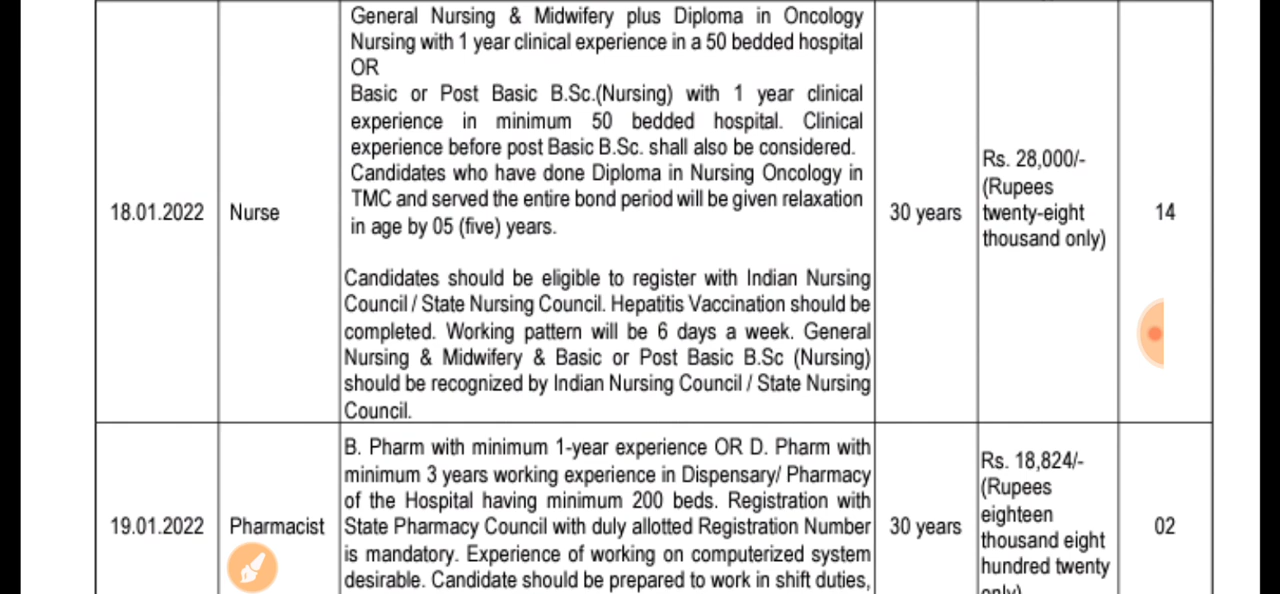 General Nursing & Midwifery plus Diploma in Oncology
Nursing with 1 year clinical experience in a 50 bedded hospital
OR
Basic or Post Basic B.Sc.(Nursing) with 1 year clinical
experience in minimum 50 bedded hospital. Clinical
experience before post Basic B.Sc. shall also be considered.
Candidates who have done Diploma in Nursing Oncology in
TMC and served the entire bond period will be given relaxation
in age by 05 (five) years.
Candidates should be eligible to register with Indian Nursing
Council / State Nursing Council. Hepatitis Vaccination should be
completed. Working pattern will be 6 days a week. General
Nursing & Midwifery & Basic or Post Basic B.Sc (Nursing)
should be recognized by Indian Nursing Council / State Nursing
Council.
18.01.2022
Nurse
30 years
Rs. 28,000/-
(Rupees
twenty-eight
thousand only)
14
19.01.2022
Pharmacist
B. Pharm with minimum 1-year experience OR D. Pharm with
minimum 3 years working experience in Dispensary/ Pharmacy
of the Hospital having minimum 200 beds. Registration with
State Pharmacy Council with duly allotted Registration Number
is mandatory. Experience of working on computerized system
desirable. Candidate should be prepared to work in shift duties,
30 years
Rs. 18,824/-
(Rupees
eighteen
thousand eight
hundred twenty
only)
02